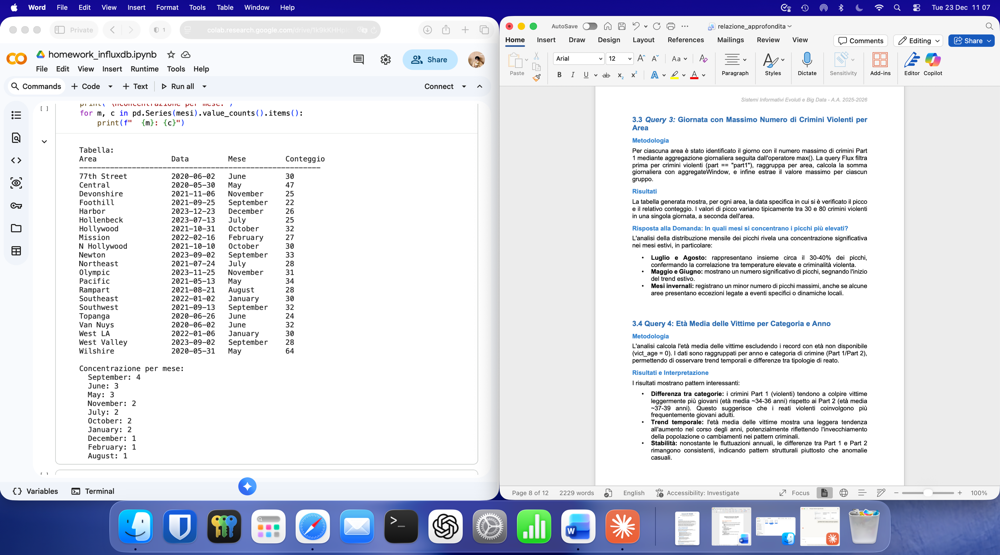 Word File Edit View Insert Format Tools Table Window Help
Tue 23 Dec 11 07
Private
1
colab.research.google.com/drive/1k9kKHHp
homework_influxdb.ipynb
Share
File Edit View Insert Runtime Tools Help
Commands + Code + Text Run all
Connect
[ ]
print("\nConcentrazione per mese:")
for m, c in pd.Series(mesi).value_counts().items():
print(f"  {m}: {c}")
Tabella:
Area Data Mese Conteggio
--------------------------------------------------------
77th Street 2020-06-02 June 30
Central 2020-05-30 May 47
Devonshire 2021-11-06 November 25
Foothill 2021-09-25 September 22
Harbor 2023-12-23 December 26
Hollenbeck 2023-07-13 July 25
Hollywood 2021-10-31 October 32
Mission 2022-02-16 February 27
N Hollywood 2021-10-10 October 30
Newton 2023-09-02 September 33
Northeast 2021-07-24 July 28
Olympic 2023-11-25 November 31
Pacific 2021-05-13 May 34
Rampart 2021-08-21 August 28
Southeast 2022-01-02 January 30
Southwest 2021-09-13 September 32
Topanga 2020-06-26 June 24
Van Nuys 2020-06-02 June 32
West LA 2022-01-06 January 30
West Valley 2023-09-02 September 28
Wilshire 2020-05-31 May 64
Concentrazione per mese:
September: 4
June: 3
May: 3
November: 2
July: 2
October: 2
January: 2
December: 1
February: 1
August: 1
[ ]
Variables Terminal
AutoSave
relazione_approfondita
Home Insert Draw Design Layout References Mailings Review View
Comments Editing Share
Paste
Arial 12
Aa
B I U ab x₂ x² A A
Paragraph Styles Dictate Sensitivity Add-ins Editor Copilot
Sistemi Informativi Evoluti e Big Data - A.A. 2025-2026
3.3 Query 3: Giornata con Massimo Numero di Crimini Violenti per
Area
Metodologia
Per ciascuna area è stato identificato il giorno con il numero massimo di crimini Part
1 mediante aggregazione giornaliera seguita dall'operatore max(). La query Flux filtra
prima per crimini violenti (part == "part1"), raggruppa per area, calcola la somma
giornaliera con aggregateWindow, e infine estrae il valore massimo per ciascun
gruppo.
Risultati
La tabella generata mostra, per ogni area, la data specifica in cui si è verificato il picco
e il relativo conteggio. I valori di picco variano tipicamente tra 30 e 80 crimini violenti
in una singola giornata, a seconda dell'area.
Risposta alla Domanda: In quali mesi si concentrano i picchi più elevati?
L'analisi della distribuzione mensile dei picchi rivela una concentrazione significativa
nei mesi estivi, in particolare:
• Luglio e Agosto: rappresentano insieme circa il 30-40% dei picchi,
confermando la correlazione tra temperature elevate e criminalità violenta.
• Maggio e Giugno: mostrano un numero significativo di picchi, segnando l'inizio
del trend estivo.
• Mesi invernali: registrano un minor numero di picchi massimi, anche se alcune
aree presentano eccezioni legate a eventi specifici o dinamiche locali.
3.4 Query 4: Età Media delle Vittime per Categoria e Anno
Metodologia
L'analisi calcola l'età media delle vittime escludendo i record con età non disponibile
(vict_age = 0). I dati sono raggruppati per anno e categoria di crimine (Part 1/Part 2),
permettendo di osservare trend temporali e differenze tra tipologie di reato.
Risultati e Interpretazione
I risultati mostrano pattern interessanti:
• Differenza tra categorie: i crimini Part 1 (violenti) tendono a colpire vittime
leggermente più giovani (età media ~34-36 anni) rispetto ai Part 2 (età media
~37-39 anni). Questo suggerisce che i reati violenti coinvolgono più
frequentemente giovani adulti.
• Trend temporale: l'età media delle vittime mostra una leggera tendenza
all'aumento nel corso degli anni, potenzialmente riflettendo l'invecchiamento
della popolazione o cambiamenti nei pattern criminali.
• Stabilità: nonostante le fluttuazioni annuali, le differenze tra Part 1 e Part 2
rimangono consistenti, indicando pattern strutturali piuttosto che anomalie
casuali.
Page 8 of 12 2229 words English Accessibility: Investigate Focus 100%